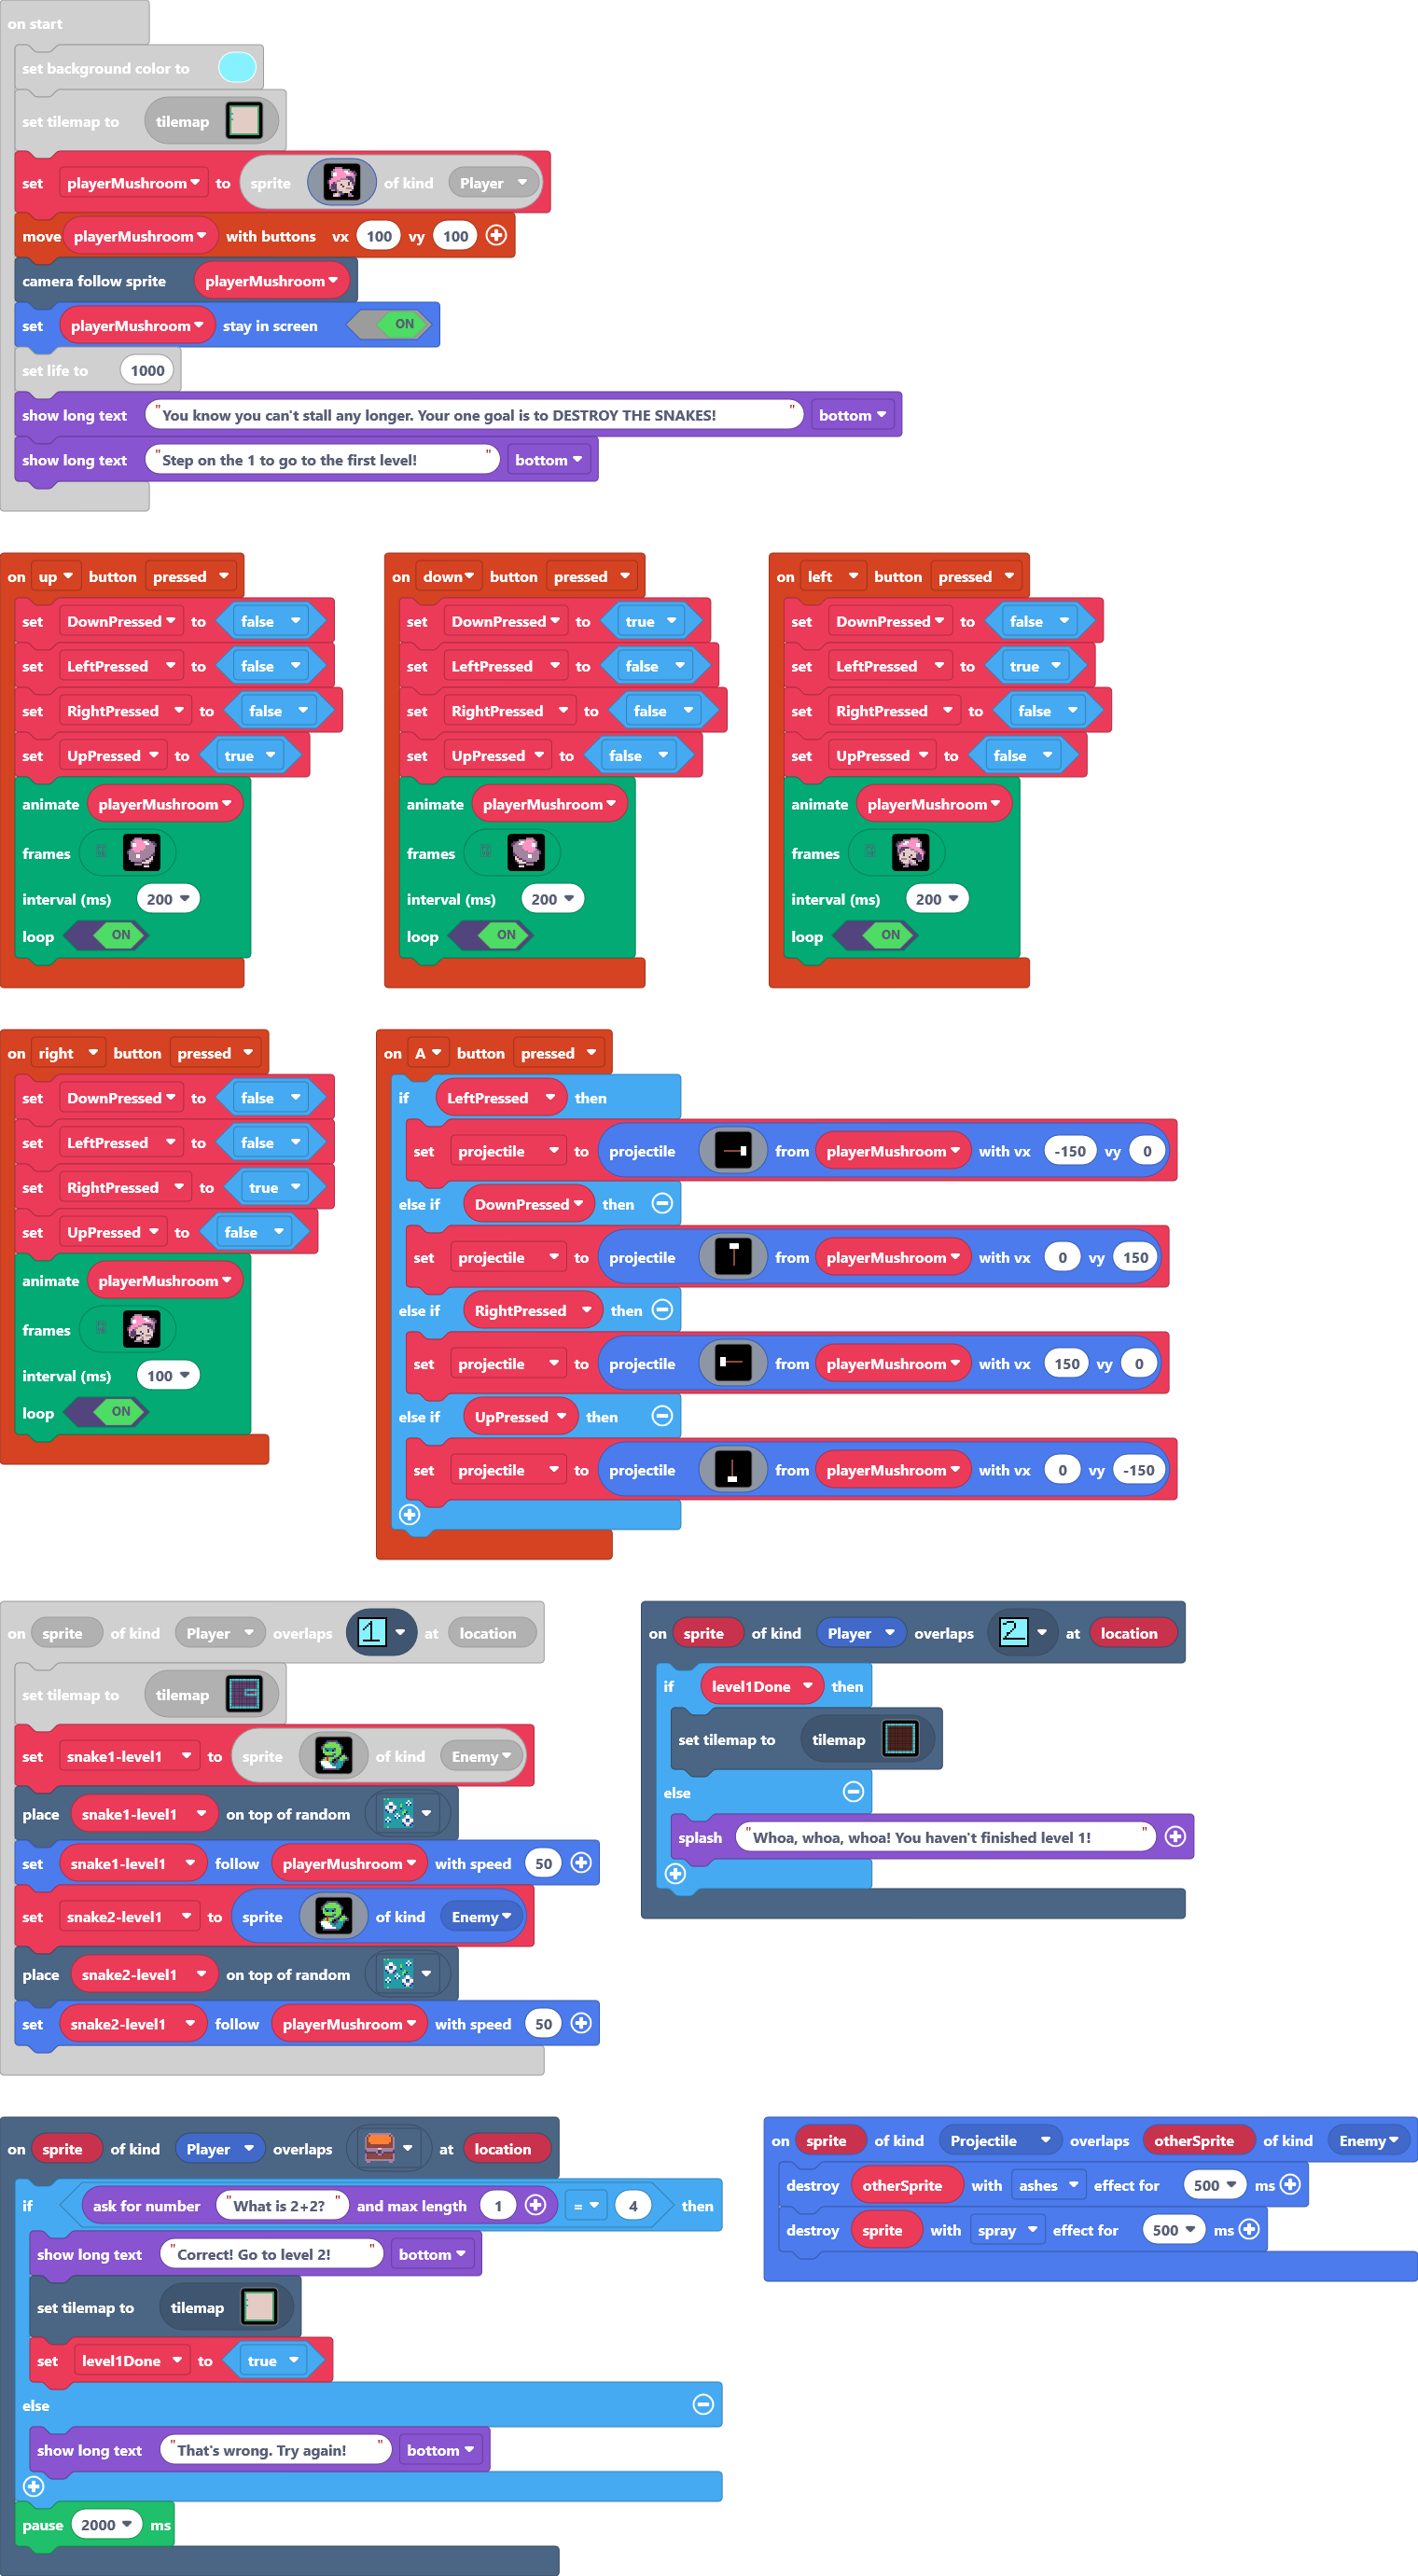 on start
set background color to
set tilemap to tilemap
set playerMushroom to sprite of kind Player
move playerMushroom with buttons vx 100 vy 100
camera follow sprite playerMushroom
set playerMushroom stay in screen ON
set life to 1000
show long text "You know you can't stall any longer. Your one goal is to DESTROY THE SNAKES!" bottom
show long text "Step on the 1 to go to the first level!" bottom
on up button pressed
set DownPressed to false
set LeftPressed to false
set RightPressed to false
set UpPressed to true
animate playerMushroom
frames
interval (ms) 200
loop ON
on down button pressed
set DownPressed to true
set LeftPressed to false
set RightPressed to false
set UpPressed to false
animate playerMushroom
frames
interval (ms) 200
loop ON
on left button pressed
set DownPressed to false
set LeftPressed to true
set RightPressed to false
set UpPressed to false
animate playerMushroom
frames
interval (ms) 200
loop ON
on right button pressed
set DownPressed to false
set LeftPressed to false
set RightPressed to true
set UpPressed to false
animate playerMushroom
frames
interval (ms) 100
loop ON
on A button pressed
if LeftPressed then
set projectile to projectile from playerMushroom with vx -150 vy 0
else if DownPressed then
set projectile to projectile from playerMushroom with vx 0 vy 150
else if RightPressed then
set projectile to projectile from playerMushroom with vx 150 vy 0
else if UpPressed then
set projectile to projectile from playerMushroom with vx 0 vy -150
on sprite of kind Player overlaps 1 at location
set tilemap to tilemap
set snake1-level1 to sprite of kind Enemy
place snake1-level1 on top of random
set snake1-level1 follow playerMushroom with speed 50
set snake2-level1 to sprite of kind Enemy
place snake2-level1 on top of random
set snake2-level1 follow playerMushroom with speed 50
on sprite of kind Player overlaps 2 at location
if level1Done then
set tilemap to tilemap
else
splash "Whoa, whoa, whoa! You haven't finished level 1!"
on sprite of kind Player overlaps at location
if ask for number "What is 2+2?" and max length 1 = 4 then
show long text "Correct! Go to level 2!" bottom
set tilemap to tilemap
set level1Done to true
else
show long text "That's wrong. Try again!" bottom
pause 2000 ms
on sprite of kind Projectile overlaps otherSprite of kind Enemy
destroy otherSprite with ashes effect for 500 ms
destroy sprite with spray effect for 500 ms